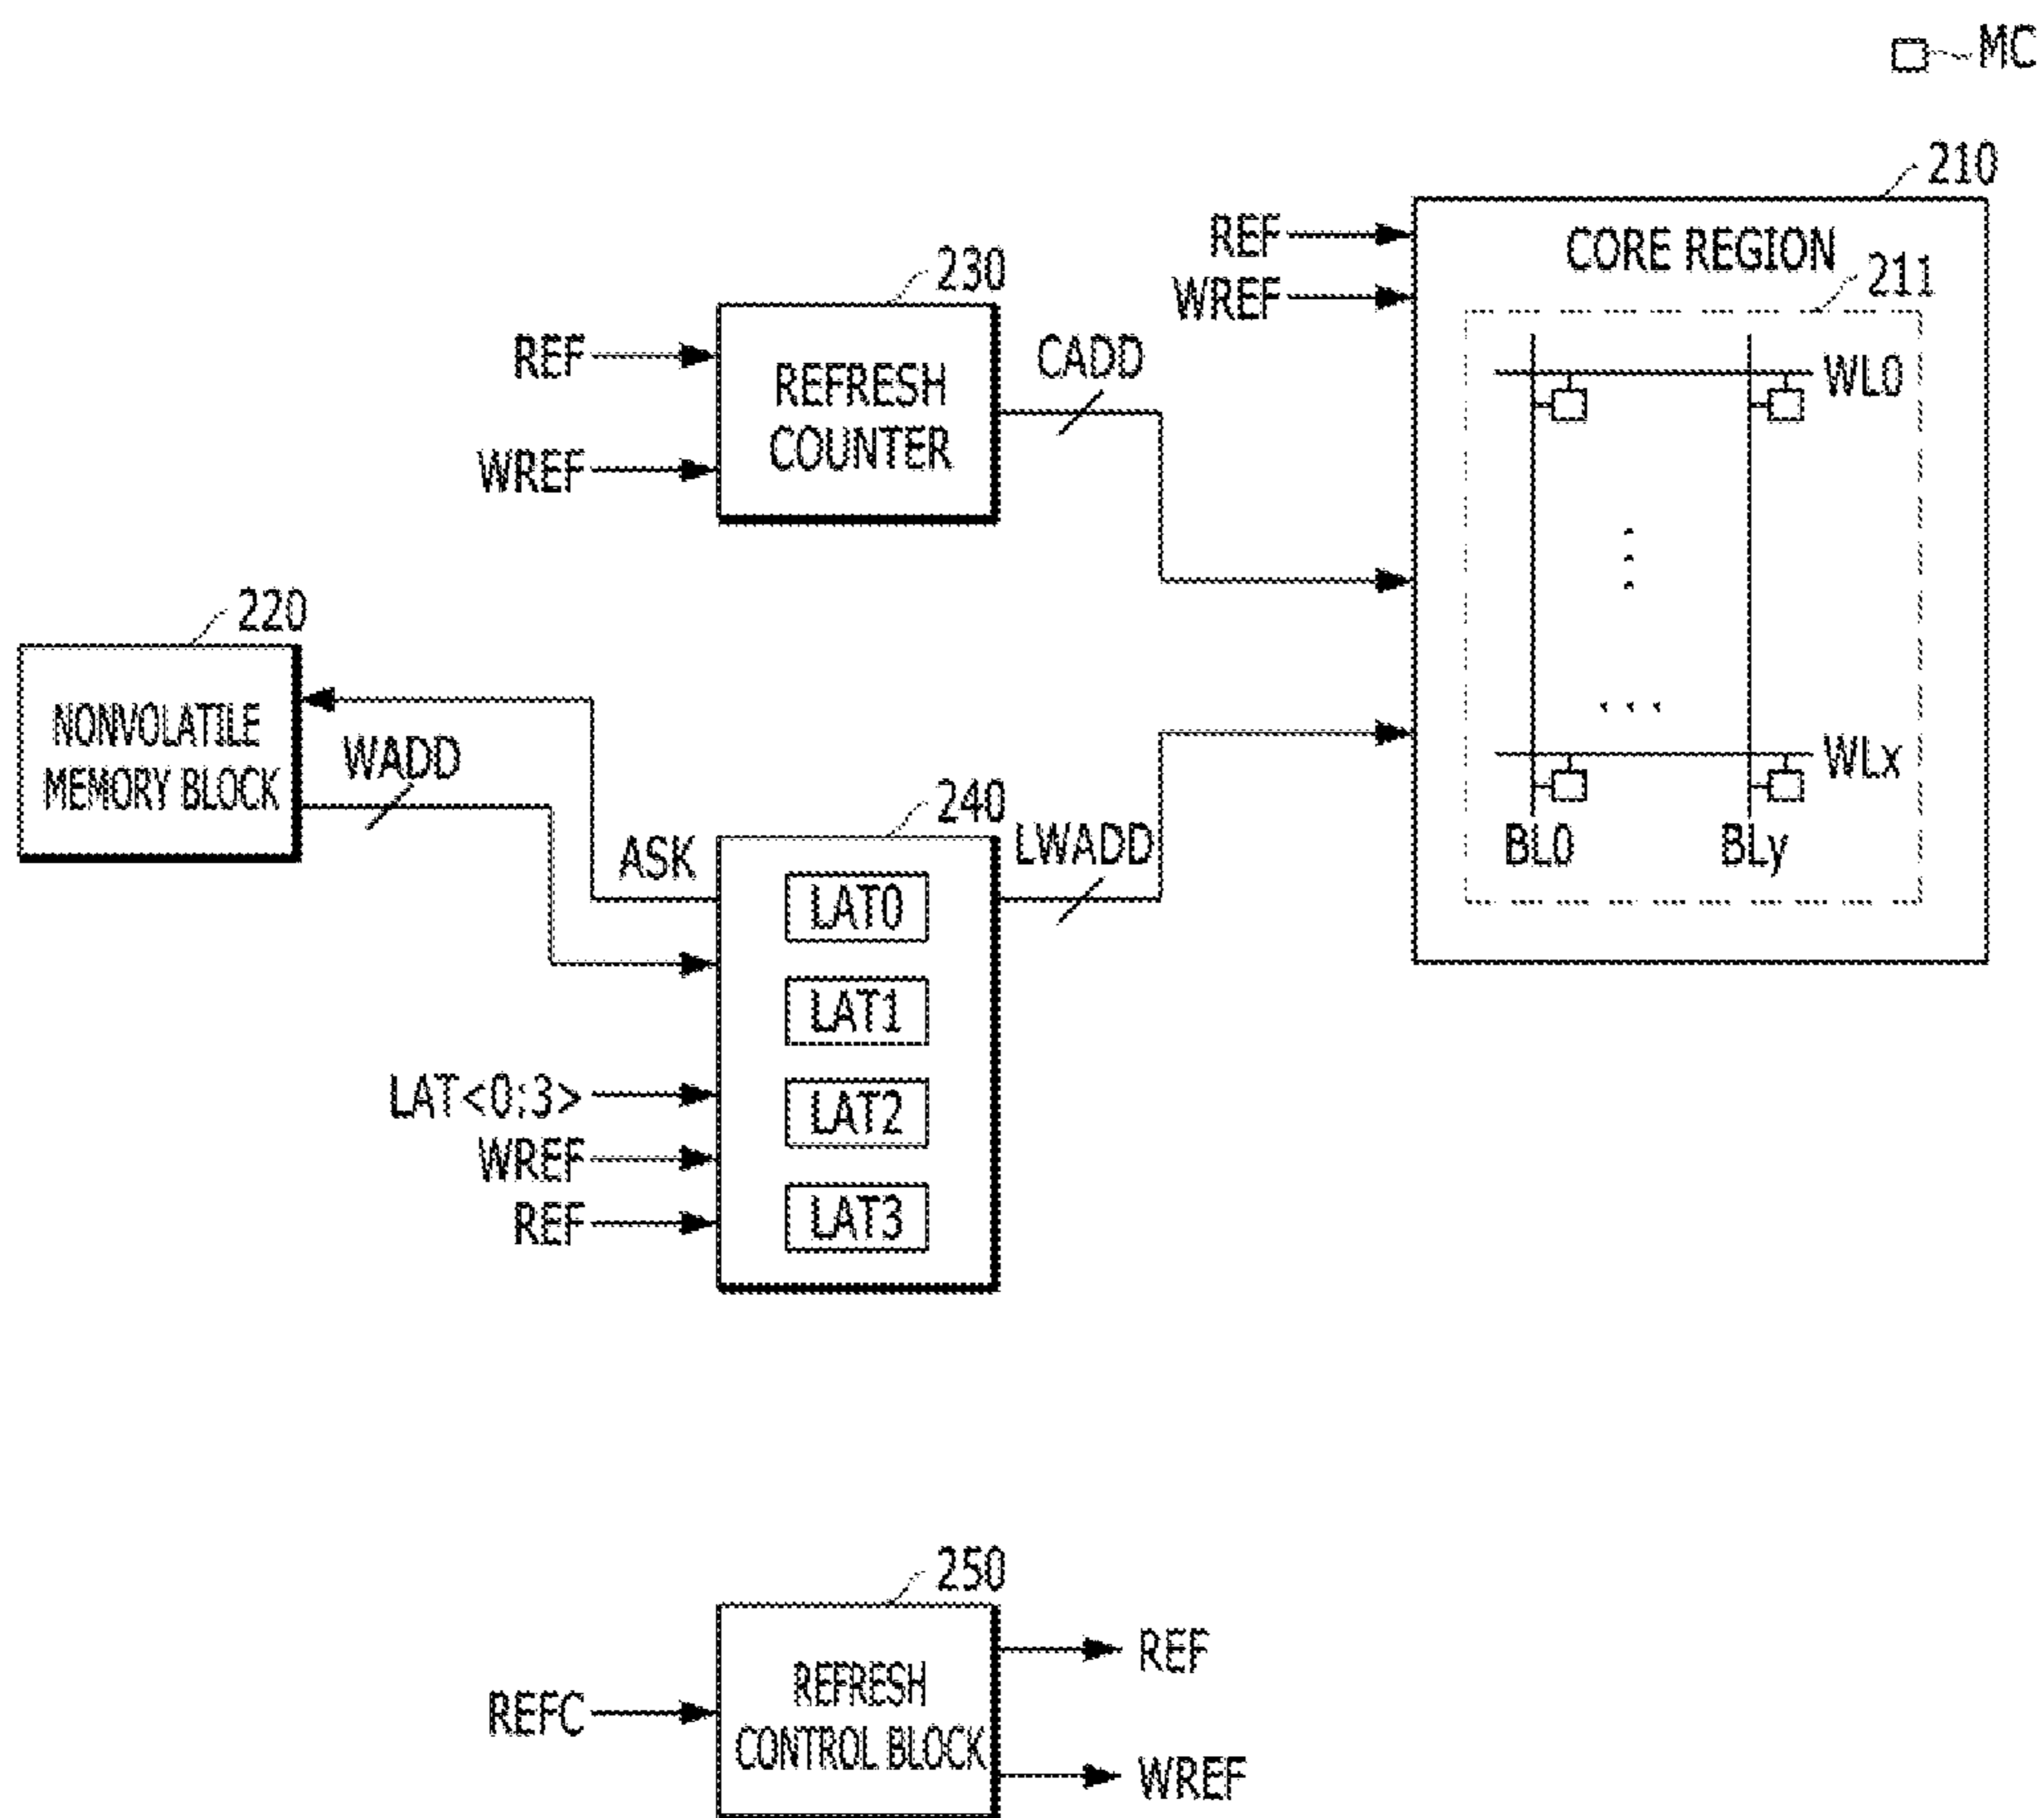 MC
210
REF
WREF
CORE REGION
211
WL0
WLx
BL0
BLy
230
REF
WREF
REFRESH
COUNTER
CADD
220
NONVOLATILE
MEMORY BLOCK
WADD
ASK
240
LAT0
LAT1
LAT2
LAT3
LWADD
LAT<0:3>
WREF
REF
250
REFC
REFRESH
CONTROL BLOCK
REF
WREF